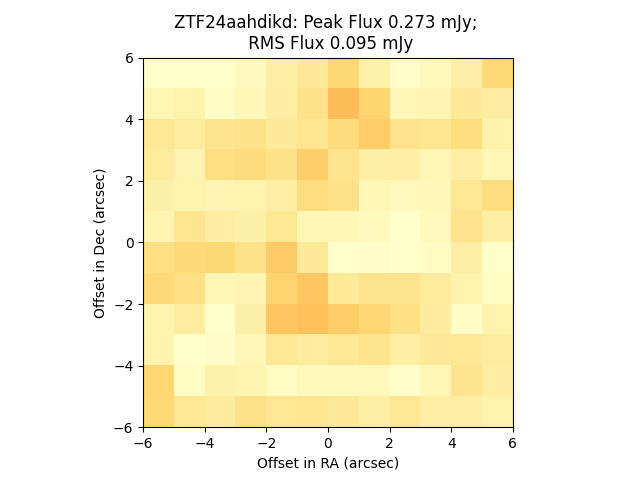 ZTF24aahdikd: Peak Flux 0.273 mJy;
RMS Flux 0.095 mJy
6
4
2
0
−2
−4
−6
Offset in Dec (arcsec)
−6 −4 −2 0 2 4 6
Offset in RA (arcsec)